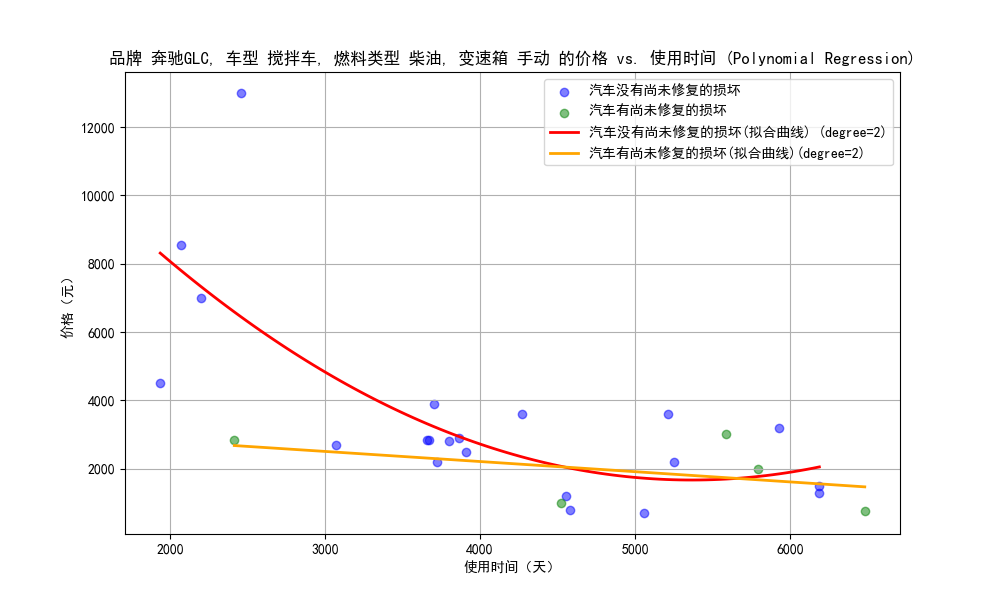 品牌 奔驰GLC, 车型 搅拌车, 燃料类型 柴油, 变速箱 手动 的价格 vs. 使用时间 (Polynomial Regression)
汽车没有尚未修复的损坏
汽车有尚未修复的损坏
汽车没有尚未修复的损坏(拟合曲线) (degree=2)
汽车有尚未修复的损坏(拟合曲线)(degree=2)
价格（元）
12000
10000
8000
6000
4000
2000
2000 3000 4000 5000 6000
使用时间（天）